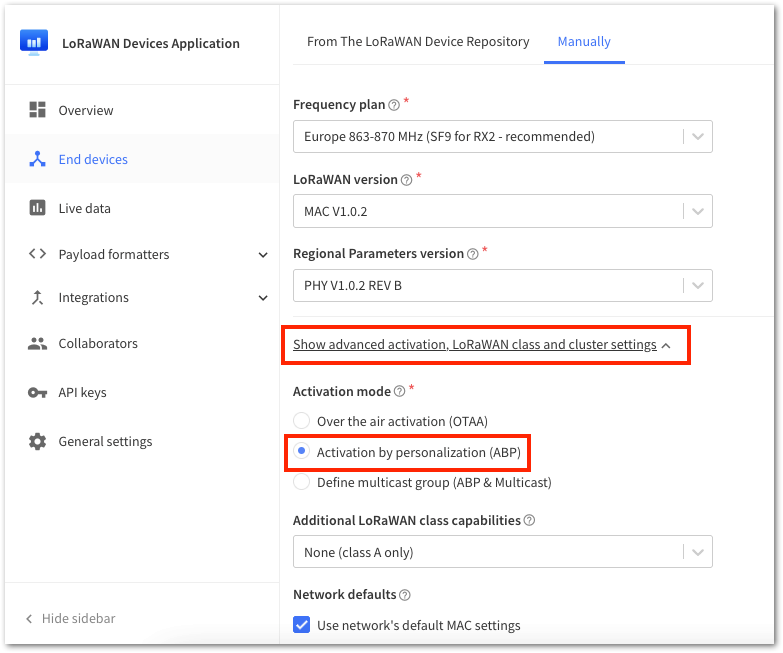 LoRaWAN Devices Application
Overview
End devices
Live data
Payload formatters
Integrations
Collaborators
API keys
General settings
Hide sidebar
From The LoRaWAN Device Repository
Manually
Frequency plan *
Europe 863-870 MHz (SF9 for RX2 - recommended)
LoRaWAN version *
MAC V1.0.2
Regional Parameters version *
PHY V1.0.2 REV B
Show advanced activation, LoRaWAN class and cluster settings
Activation mode *
Over the air activation (OTAA)
Activation by personalization (ABP)
Define multicast group (ABP & Multicast)
Additional LoRaWAN class capabilities
None (class A only)
Network defaults
Use network's default MAC settings